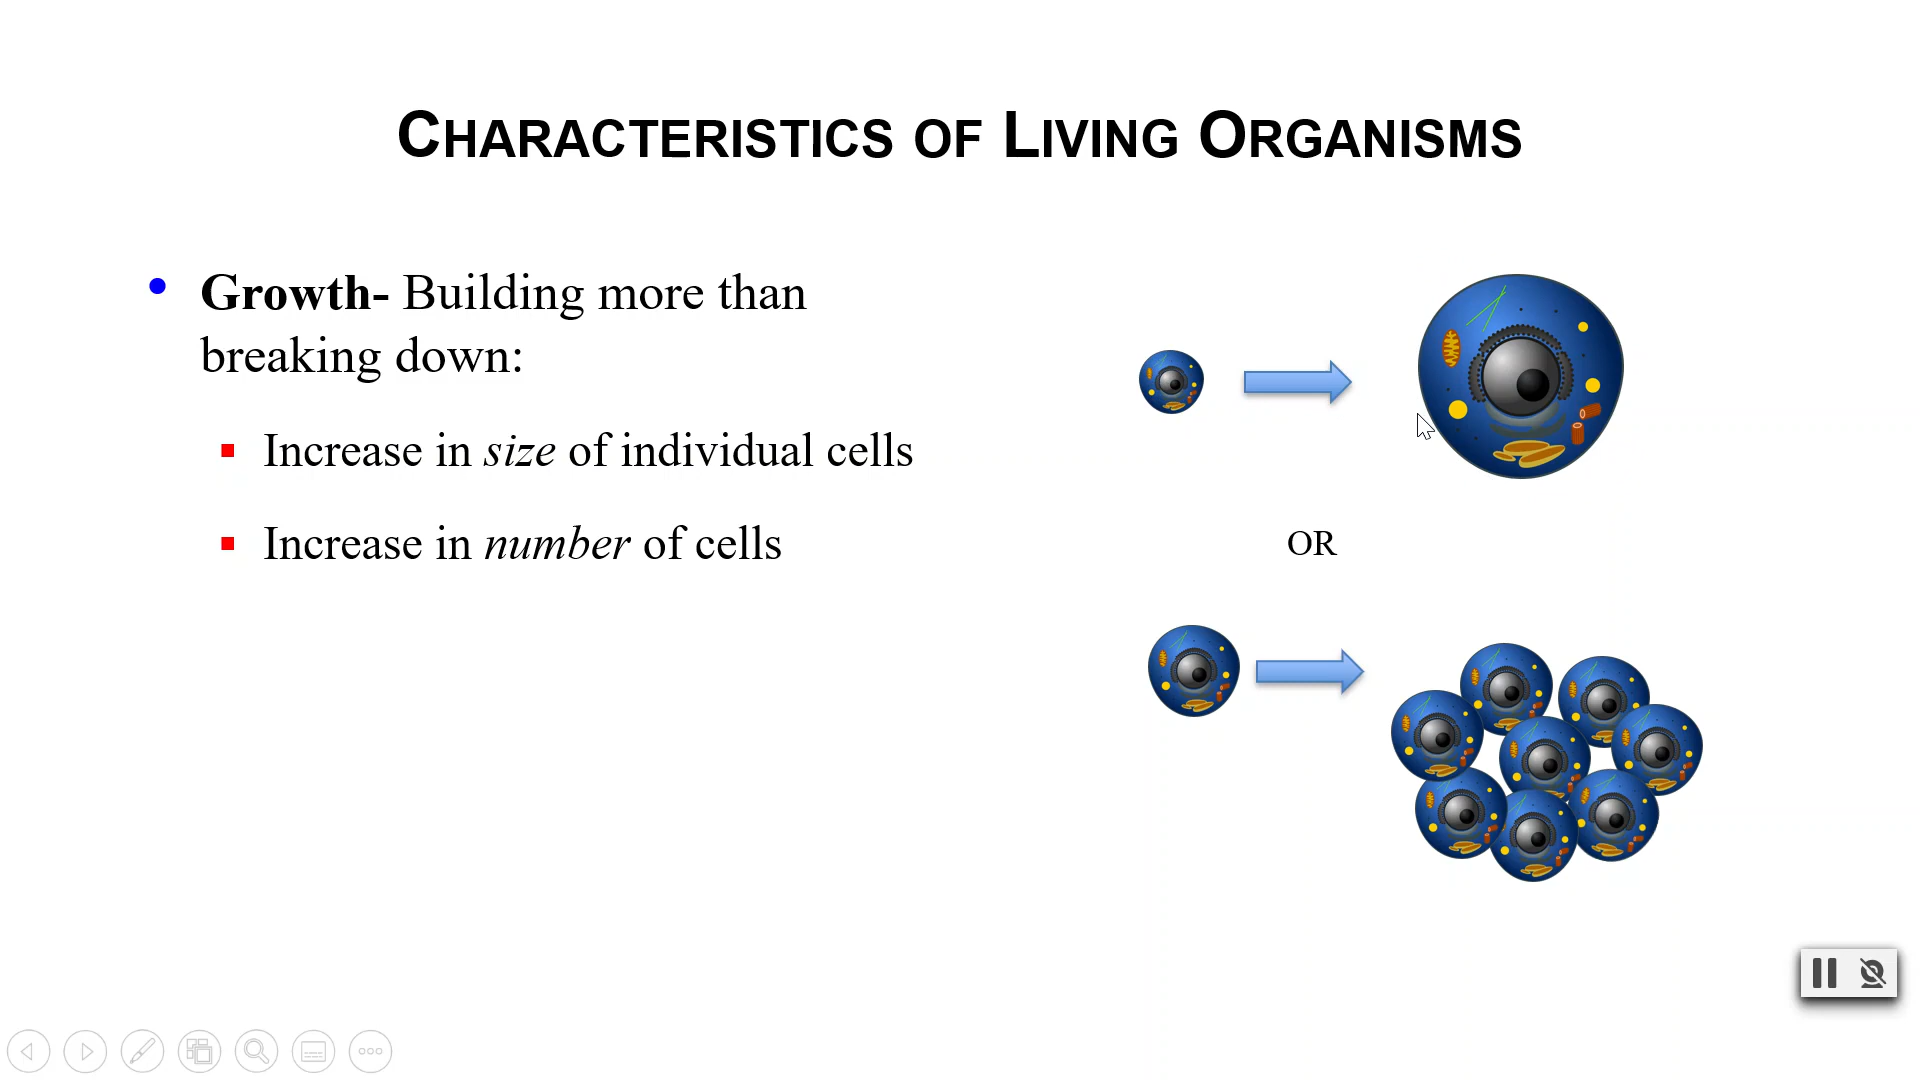 CHARACTERISTICS OF LIVING ORGANISMS
• Growth- Building more than
breaking down:
▪ Increase in size of individual cells
▪ Increase in number of cells
OR